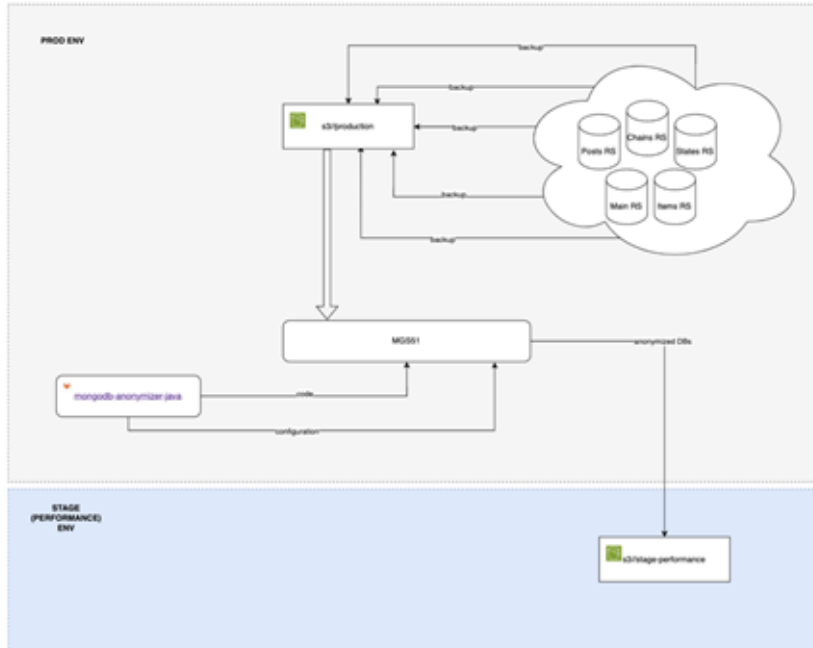 PROD ENV
backup
backup
s3//production
backup
Chains RS
Posts RS
States RS
backup
Main RS
Items RS
backup
MGS51
anonymized DBs
mongodb-anonymizer-java
code
configuration
STAGE
(PERFORMANCE)
ENV
s3//stage-performance